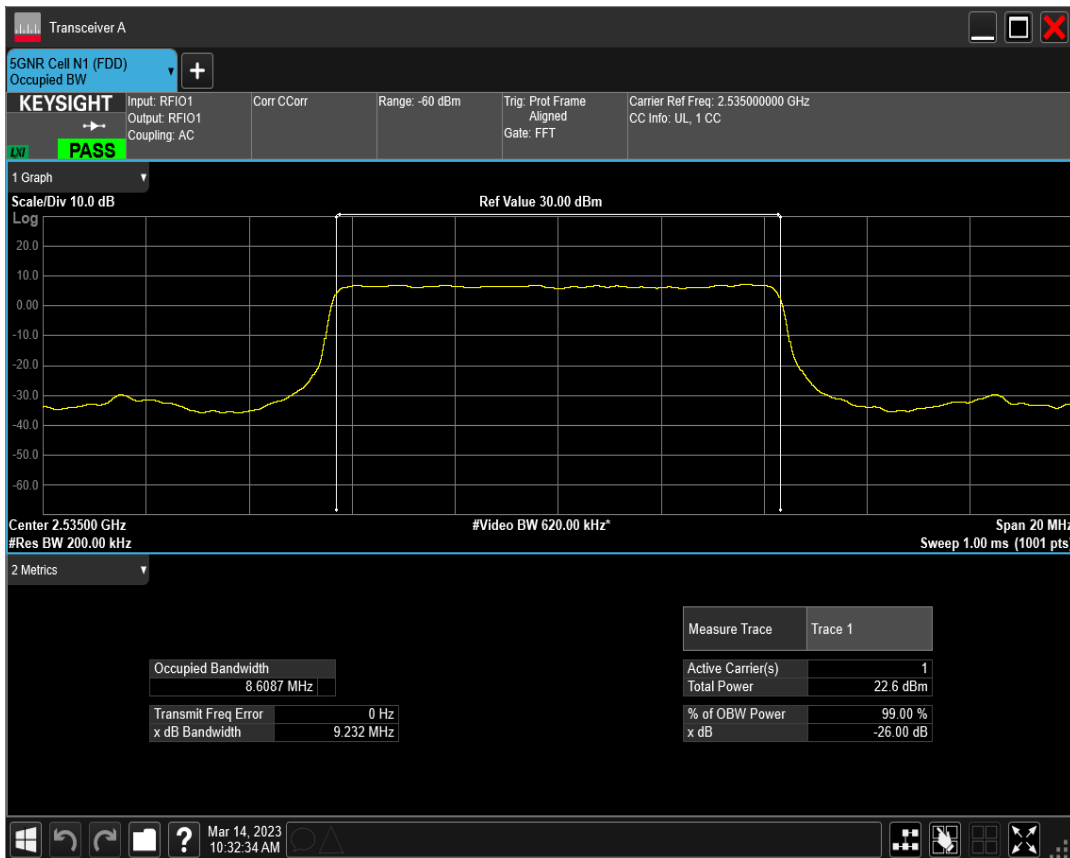 Transceiver A
5GNR Cell N1 (FDD)
Occupied BW
+
KEYSIGHT
LXI
PASS
Input: RFIO1
Output: RFIO1
Coupling: AC
Corr CCorr
Range: -60 dBm
Trig: Prot Frame
Aligned
Gate: FFT
Carrier Ref Freq: 2.535000000 GHz
CC Info: UL, 1 CC
1 Graph
Scale/Div 10.0 dB
Ref Value 30.00 dBm
Log
20.0
10.0
0.00
-10.0
-20.0
-30.0
-40.0
-50.0
-60.0
Center 2.53500 GHz
#Video BW 620.00 kHz*
Span 20 MHz
#Res BW 200.00 kHz
Sweep 1.00 ms (1001 pts)
2 Metrics
Measure Trace Trace 1
Occupied Bandwidth
8.6087 MHz
Active Carrier(s) 1
Total Power 22.6 dBm
Transmit Freq Error 0 Hz
x dB Bandwidth 9.232 MHz
% of OBW Power 99.00 %
x dB -26.00 dB
?
Mar 14, 2023
10:32:34 AM